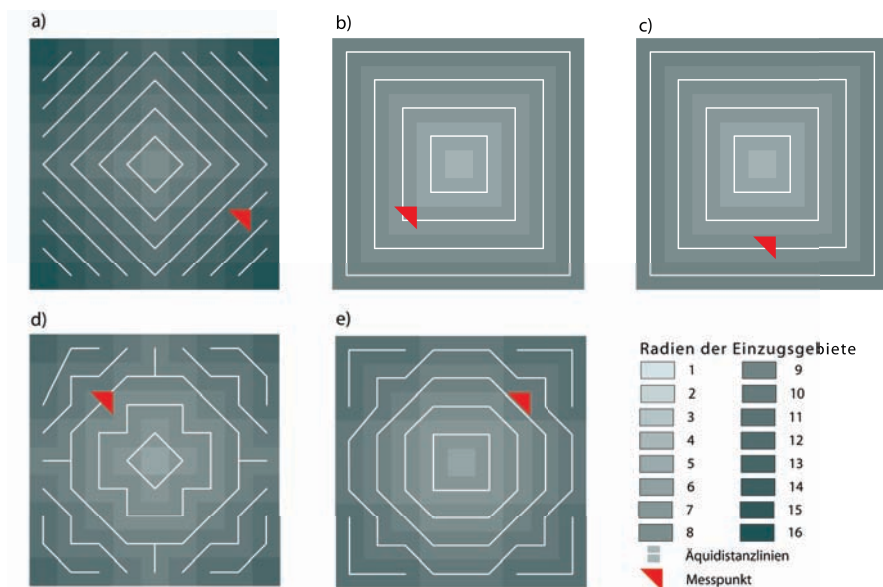 a)
b)
c)
d)
e)
Radien der Einzugsgebiete
1 9
2 10
3 11
4 12
5 13
6 14
7 15
8 16
Äquidistanzlinien
Messpunkt